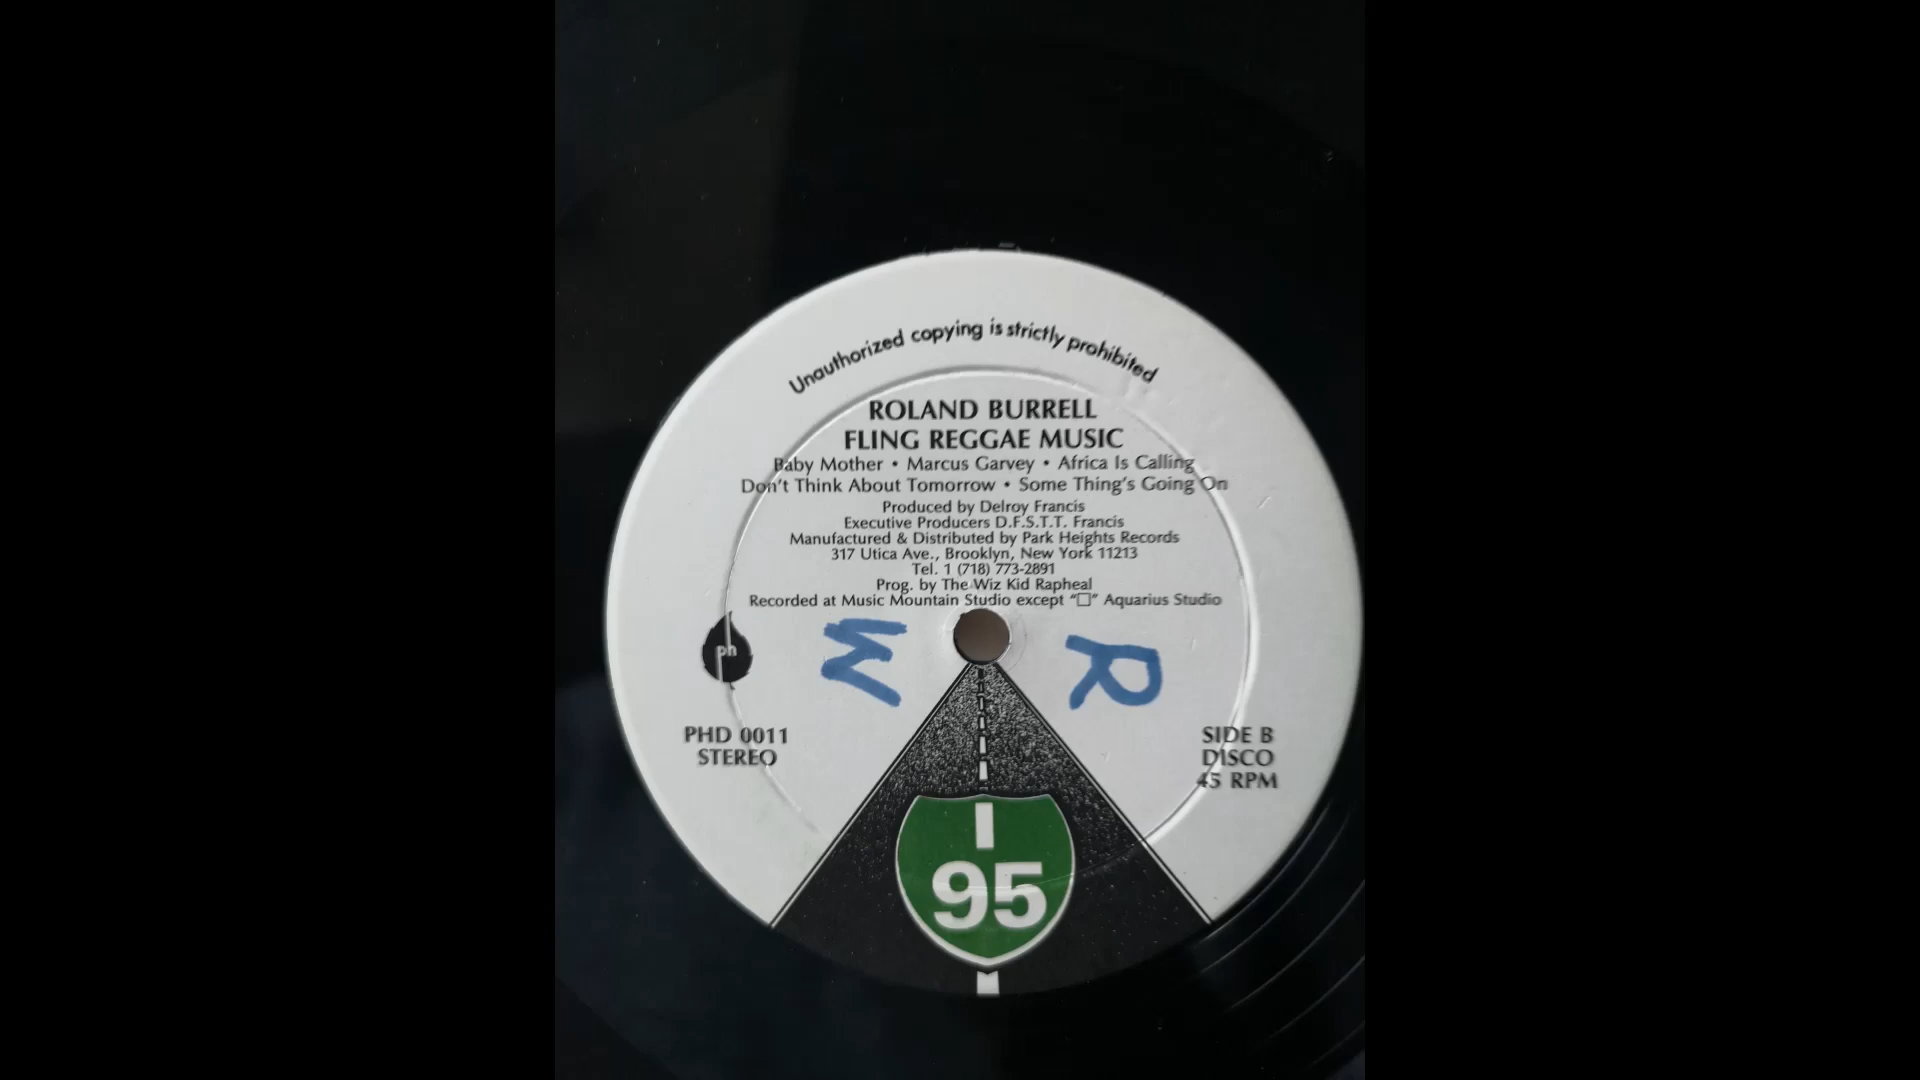 Unauthorized copying is strictly prohibited
ROLAND BURRELL
FLING REGGAE MUSIC
Baby Mother • Marcus Garvey • Africa Is Calling
Don't Think About Tomorrow • Some Thing's Going On
Produced by Delroy Francis
Executive Producers D.F.S.T.T. Francis
Manufactured & Distributed by Park Heights Records
317 Utica Ave., Brooklyn, New York 11213
Tel. 1 (718) 773-2891
Prog. by The Wiz Kid Rapheal
Recorded at Music Mountain Studio except "□" Aquarius Studio
ph
W R
PHD 0011
STEREO
SIDE B
DISCO
45 RPM
I
95